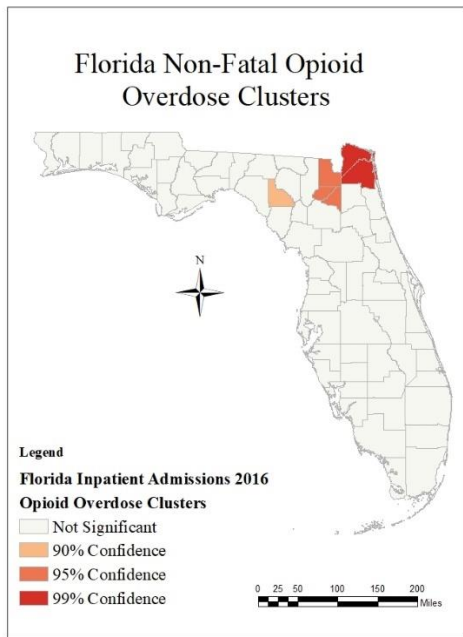 Florida Non-Fatal Opioid
Overdose Clusters
N
Legend
Florida Inpatient Admissions 2016
Opioid Overdose Clusters
Not Significant
90% Confidence
95% Confidence
99% Confidence
0 25 50 100 150 200
Miles